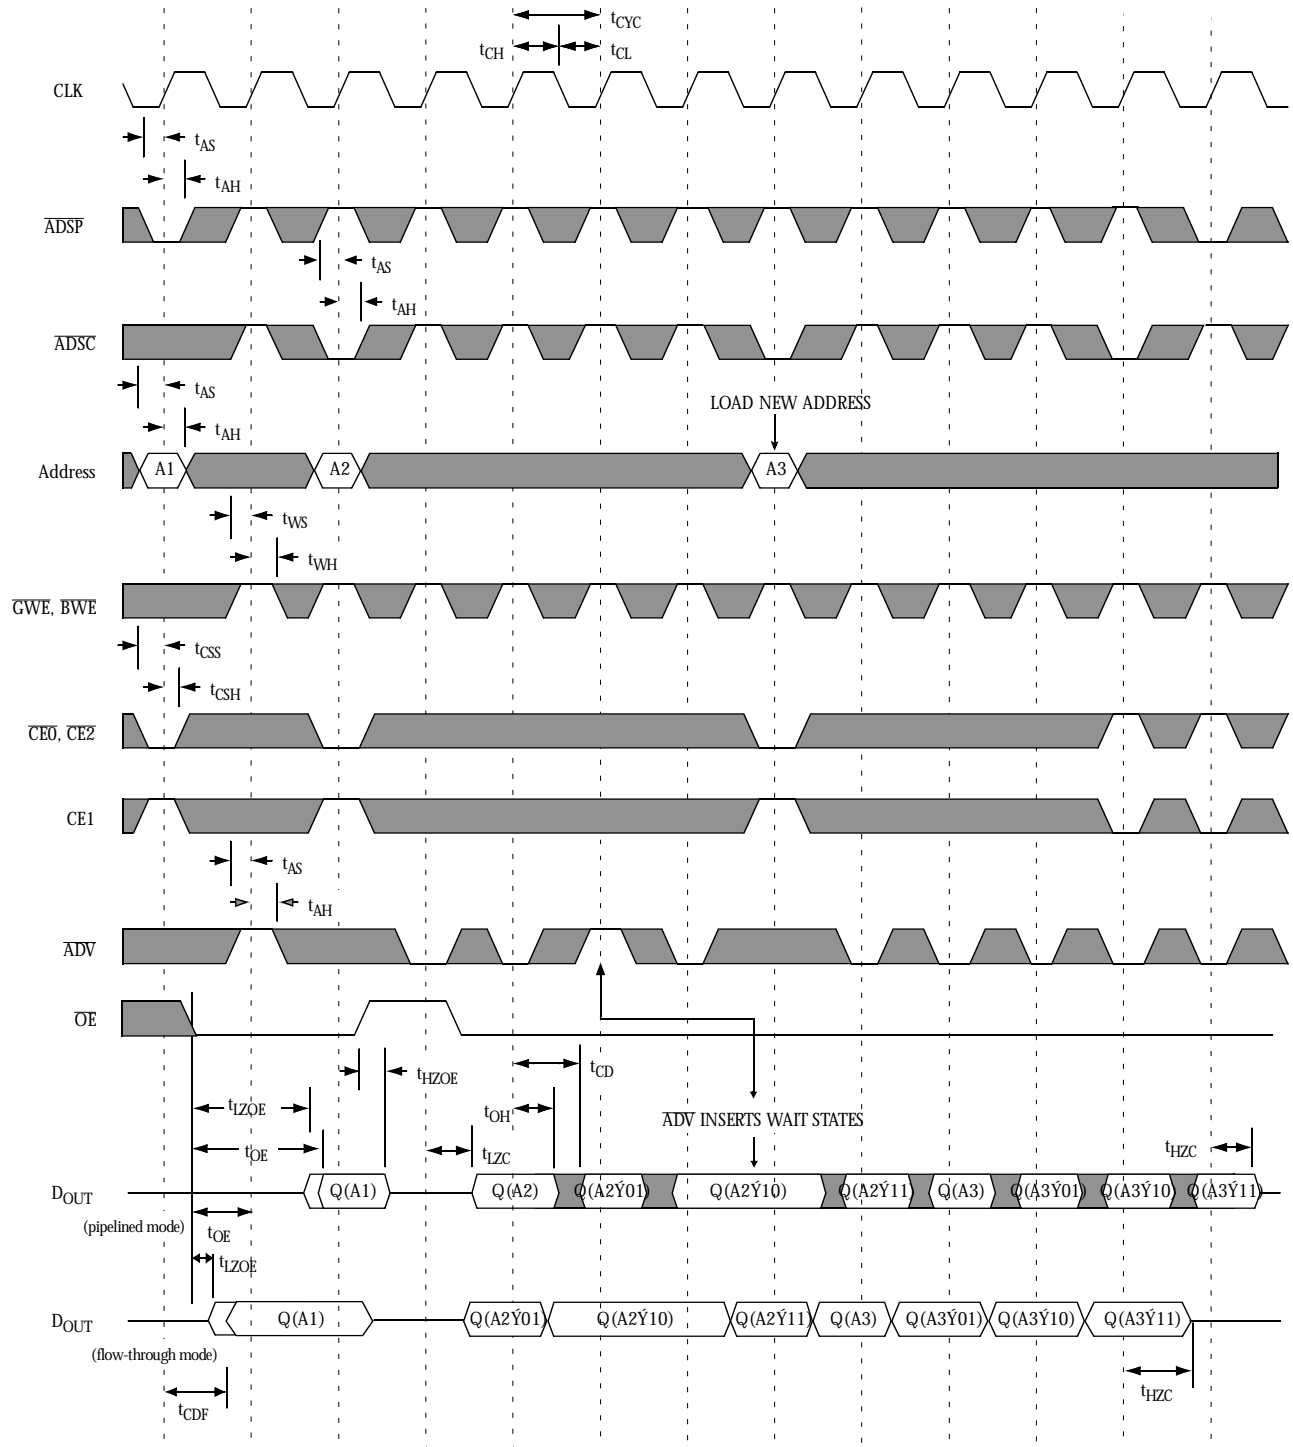 tCYC
tCH
tCL
CLK
tAS
tAH
ADSP
tAS
tAH
ADSC
tAS
LOAD NEW ADDRESS
tAH
Address
A1
A2
A3
tWS
tWH
GWE, BWE
tCSS
tCSH
CE0, CE2
CE1
tAS
tAH
ADV
OE
tCD
tHZOE
tLZOE
tOH
ADV INSERTS WAIT STATES
tOE
tLZC
tHZC
DOUT
Q(A1)
Q(A2)
Q(A2Ý01)
Q(A2Ý10)
Q(A2Ý11)
Q(A3)
Q(A3Ý01)
Q(A3Ý10)
Q(A3Ý11)
(pipelined mode)
tOE
tLZOE
DOUT
Q(A1)
Q(A2Ý01)
Q(A2Ý10)
Q(A2Ý11)
Q(A3)
Q(A3Ý01)
Q(A3Ý10)
Q(A3Ý11)
(flow-through mode)
tCDF
tHZC